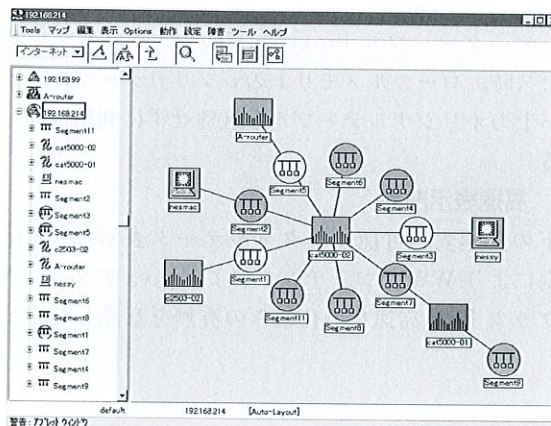 192.168.214
Tools マップ 編集 表示 Options 動作 設定 障害 ツール ヘルプ
インターネット
192.168.99
A-router
192.168.214
Segment11
cat5000-02
cat5000-01
nesmac
Segment2
Segment3
Segment5
c2503-02
A-router
nessy
Segment6
Segment8
Segment1
Segment7
Segment4
Segment9
A-router
Segment5
Segment6
Segment4
nesmac
Segment2
cat5000-02
Segment3
nessy
c2503-02
Segment1
Segment11
Segment8
Segment7
cat5000-01
Segment9
default 192.168.214 [Auto-Layout]
警告: アプレット ウィンドウ